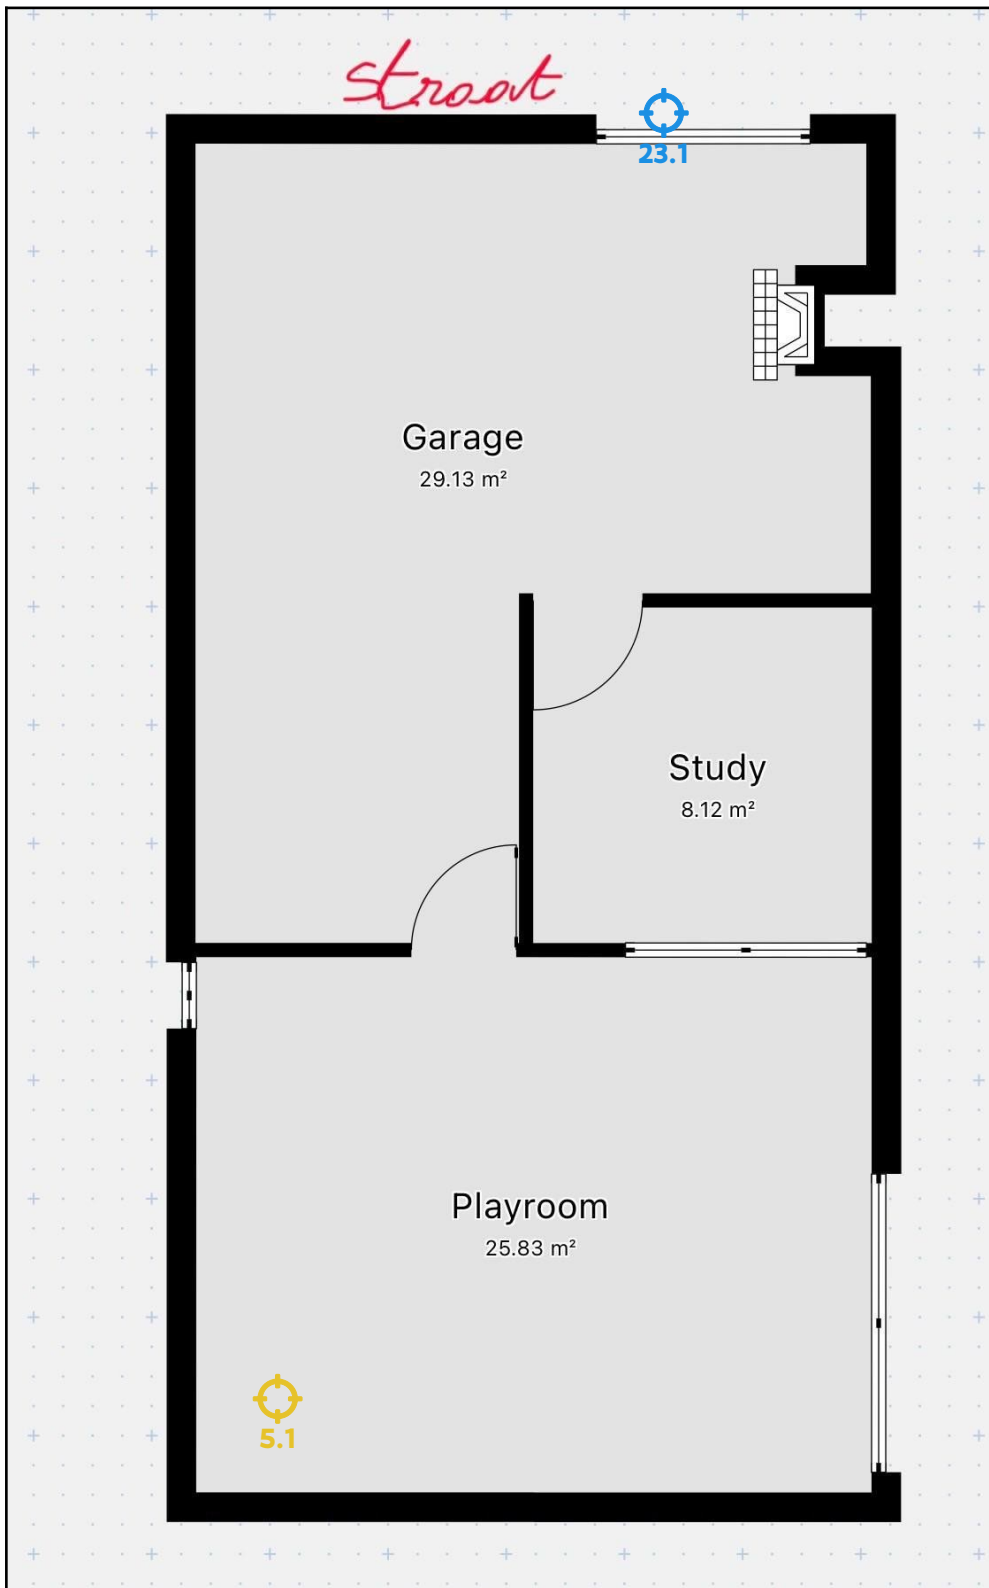 straat
23.1
Garage
29.13 m²
Study
8.12 m²
Playroom
25.83 m²
5.1